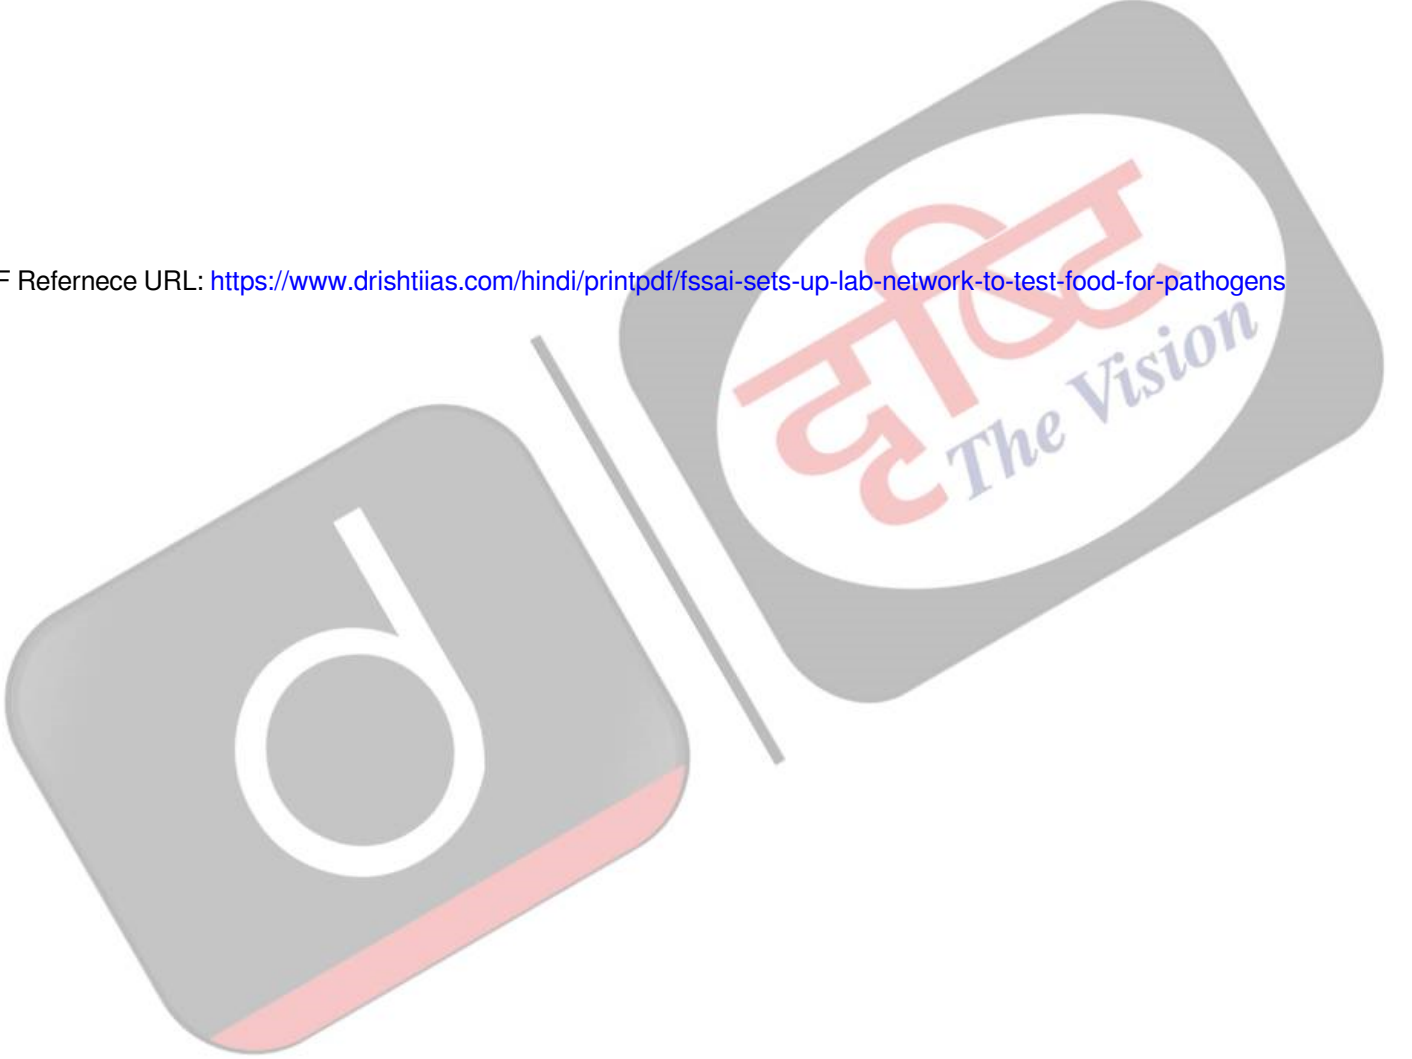 F Refernece URL: https://www.drishtiias.com/hindi/printpdf/fssai-sets-up-lab-network-to-test-food-for-pathogens
दृष्टि
The Vision
d